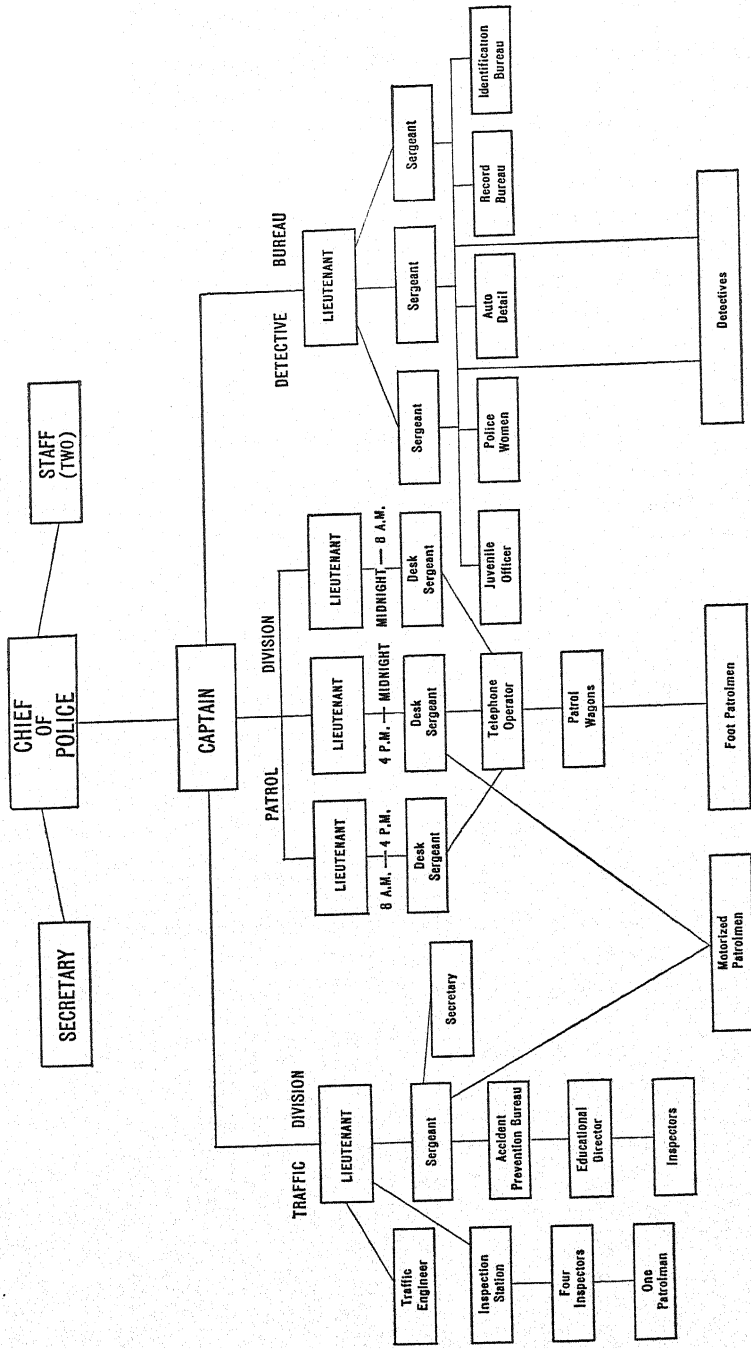 CHIEF
OF
POLICE
SECRETARY
STAFF
(TWO)
CAPTAIN
TRAFFIC DIVISION
PATROL DIVISION
DETECTIVE BUREAU
LIEUTENANT
LIEUTENANT
LIEUTENANT
LIEUTENANT
LIEUTENANT
8 A.M. — 4 P.M.
4 P.M. — MIDNIGHT
MIDNIGHT — 8 A.M.
Traffic
Engineer
Sergeant
Secretary
Desk
Sergeant
Desk
Sergeant
Desk
Sergeant
Sergeant
Sergeant
Sergeant
Inspection
Station
Accident
Prevention Bureau
Telephone
Operator
Juvenile
Officer
Police
Women
Auto
Detail
Record
Bureau
Identification
Bureau
Four
Inspectors
Educational
Director
Patrol
Wagons
One
Patrolman
Inspectors
Motorized
Patrolmen
Foot Patrolmen
Detectives